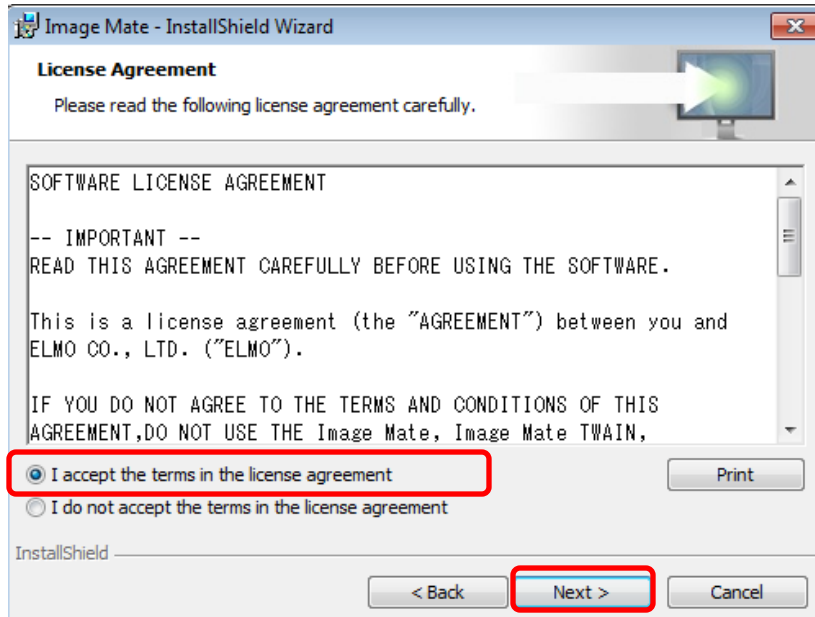 Image Mate - InstallShield Wizard
License Agreement
Please read the following license agreement carefully.
SOFTWARE LICENSE AGREEMENT
-- IMPORTANT --
READ THIS AGREEMENT CAREFULLY BEFORE USING THE SOFTWARE.
This is a license agreement (the "AGREEMENT") between you and
ELMO CO., LTD. ("ELMO").
IF YOU DO NOT AGREE TO THE TERMS AND CONDITIONS OF THIS
AGREEMENT,DO NOT USE THE Image Mate, Image Mate TWAIN,
I accept the terms in the license agreement
Print
I do not accept the terms in the license agreement
InstallShield
< Back
Next >
Cancel